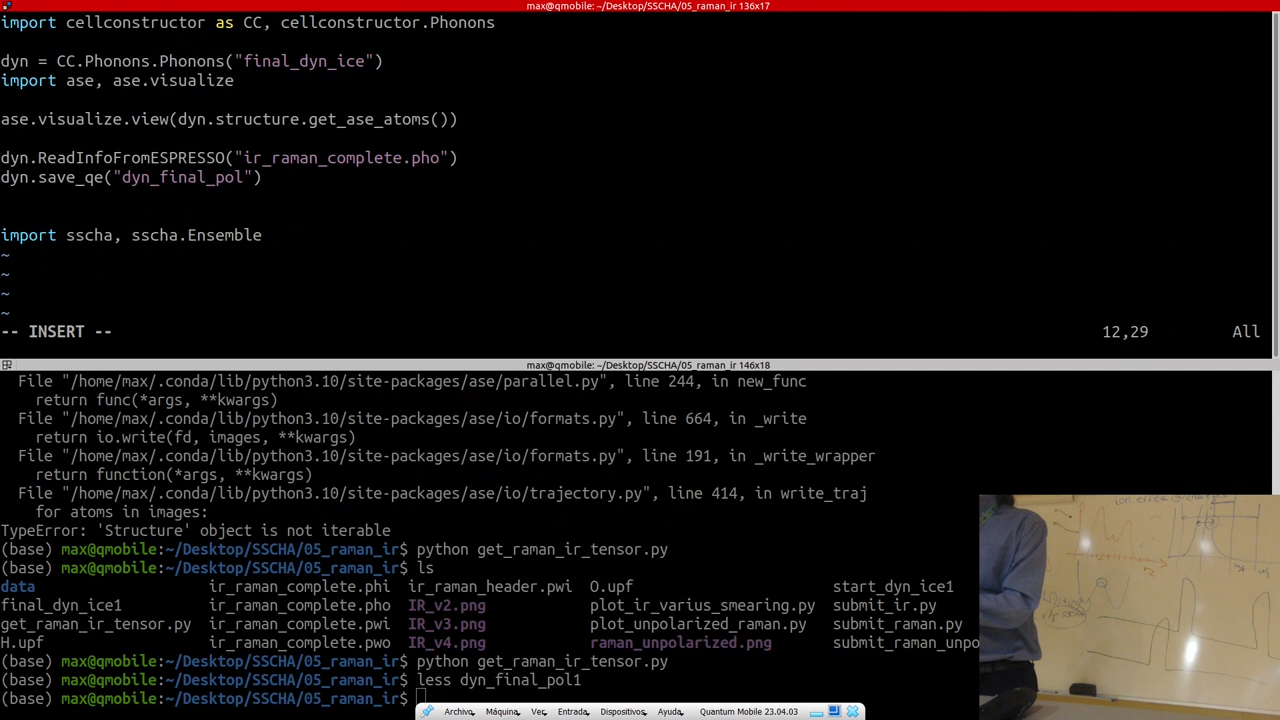 max@qmobile:~/Desktop/SSCHA/05_raman_ir 136x17
import cellconstructor as CC, cellconstructor.Phonons
dyn = CC.Phonons.Phonons("final_dyn_ice")
import ase, ase.visualize
ase.visualize.view(dyn.structure.get_ase_atoms())
dyn.ReadInfoFromESPRESSO("ir_raman_complete.pho")
dyn.save_qe("dyn_final_pol")
import sscha, sscha.Ensemble
~
~
~
~
-- INSERT -- 12,29 All
max@qmobile:~/Desktop/SSCHA/05_raman_ir 146x18
File "/home/max/.conda/lib/python3.10/site-packages/ase/parallel.py", line 244, in new_func
return func(*args, **kwargs)
File "/home/max/.conda/lib/python3.10/site-packages/ase/io/formats.py", line 664, in _write
return io.write(fd, images, **kwargs)
File "/home/max/.conda/lib/python3.10/site-packages/ase/io/formats.py", line 191, in _write_wrapper
return function(*args, **kwargs)
File "/home/max/.conda/lib/python3.10/site-packages/ase/io/trajectory.py", line 414, in write_traj
for atoms in images:
TypeError: 'Structure' object is not iterable
(base) max@qmobile:~/Desktop/SSCHA/05_raman_ir$ python get_raman_ir_tensor.py
(base) max@qmobile:~/Desktop/SSCHA/05_raman_ir$ ls
data ir_raman_complete.phi ir_raman_header.pwi O.upf start_dyn_ice1
final_dyn_ice1 ir_raman_complete.pho IR_v2.png plot_ir_varius_smearing.py submit_ir.py
get_raman_ir_tensor.py ir_raman_complete.pwi IR_v3.png plot_unpolarized_raman.py submit_raman.py
H.upf ir_raman_complete.pwo IR_v4.png raman_unpolarized.png submit_raman_unpo
(base) max@qmobile:~/Desktop/SSCHA/05_raman_ir$ python get_raman_ir_tensor.py
(base) max@qmobile:~/Desktop/SSCHA/05_raman_ir$ less dyn_final_pol1
(base) max@qmobile:~/Desktop/SSCHA/05_raman_ir$
Archivo Máquina Ver Entrada Dispositivos Ayuda Quantum Mobile 23.04.03